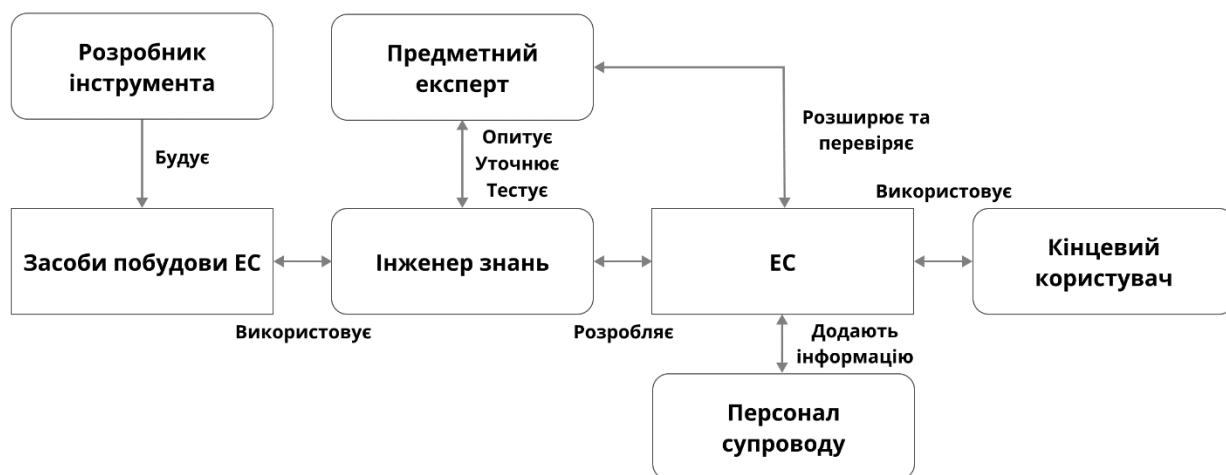 Розробник
інструмента
Предметний
експерт
Будує
Опитує
Уточнює
Тестує
Розширює та
перевіряє
Використовує
Засоби побудови ЕС
Інженер знань
ЕС
Кінцевий
користувач
Використовує
Розробляє
Додають
інформацію
Персонал
супроводу